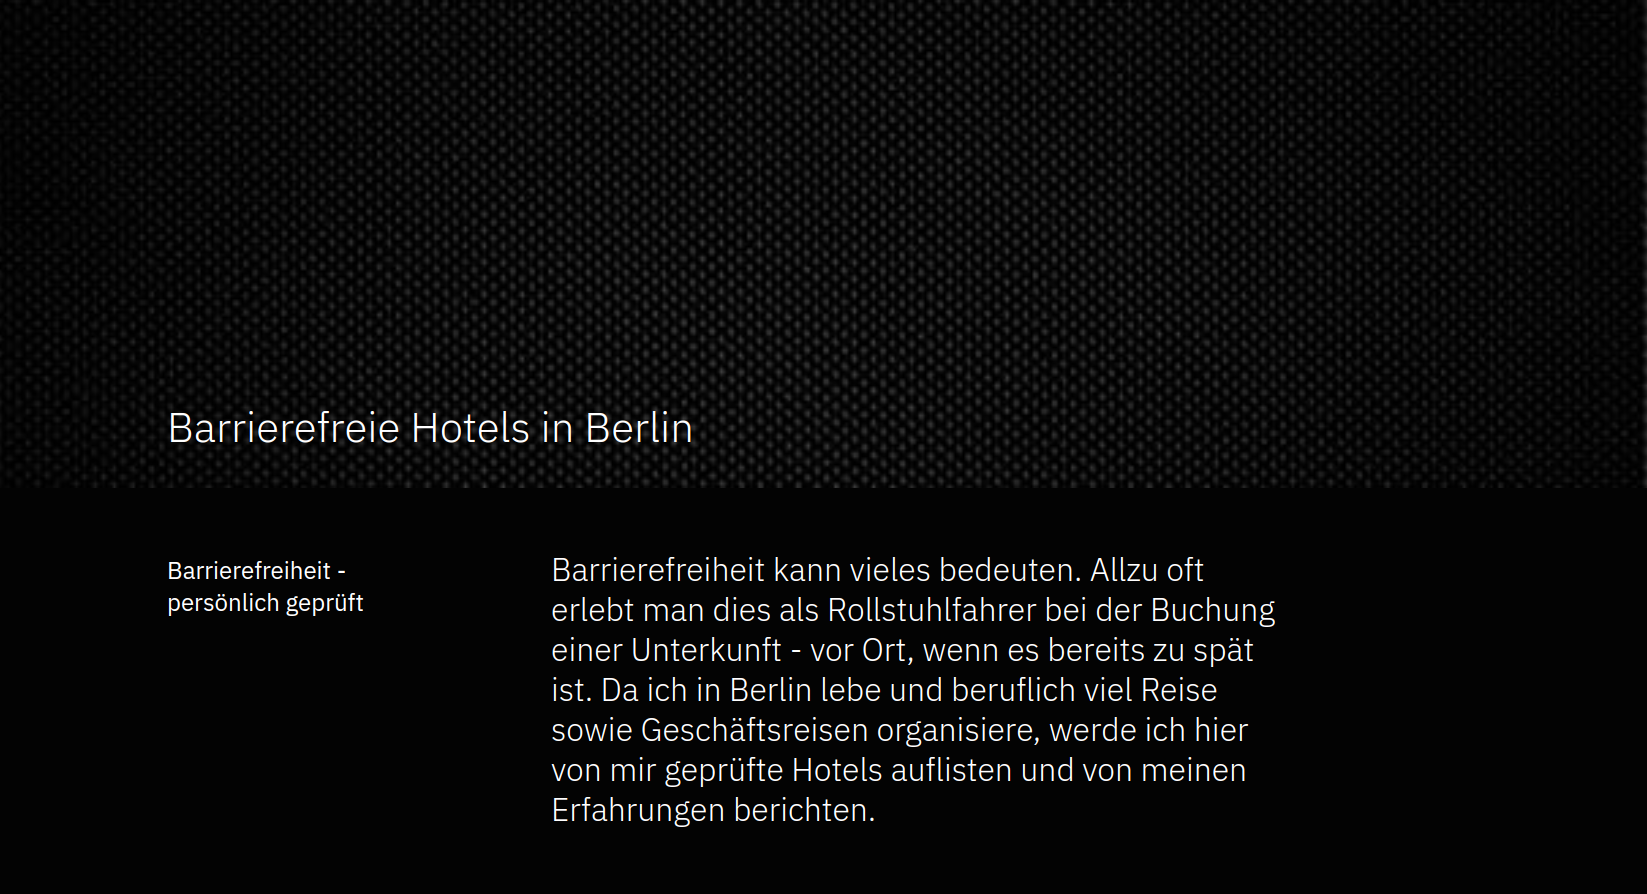 Barrierefreie Hotels in Berlin
Barrierefreiheit -
persönlich geprüft
Barrierefreiheit kann vieles bedeuten. Allzu oft
erlebt man dies als Rollstuhlfahrer bei der Buchung
einer Unterkunft - vor Ort, wenn es bereits zu spät
ist. Da ich in Berlin lebe und beruflich viel Reise
sowie Geschäftsreisen organisiere, werde ich hier
von mir geprüfte Hotels auflisten und von meinen
Erfahrungen berichten.